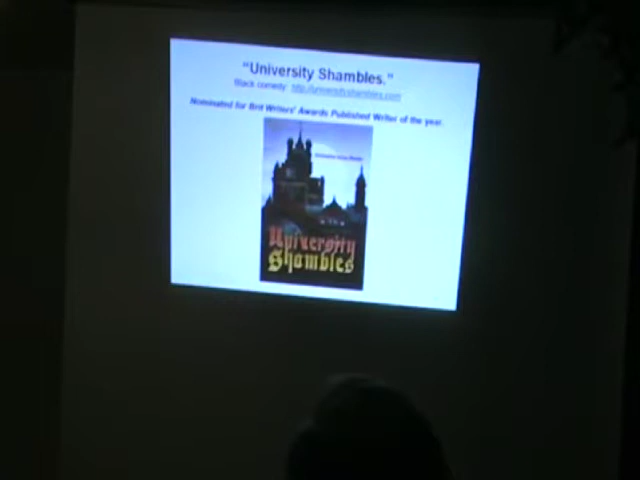 "University Shambles."
Black comedy: http://universityshambles.com
Nominated for Brit Writers' Awards Published Writer of the year.
University
Shambles